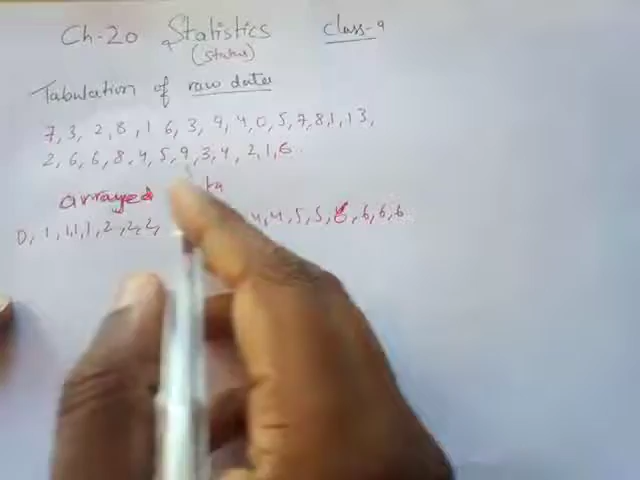 Ch-20 Statistics Class-9
(Status)
Tabulation of raw data
7, 3, 2, 8, 1 6, 3, 9, 4, 0, 5, 7, 8, 1, 1 3,
2, 6, 6, 8, 4, 5, 9, 3, 4, 2, 1, 6
arrayed
0, 1, 1, 1, 1, 2, 2, 2, 4, 4, 5, 5, 6, 6, 6, 6